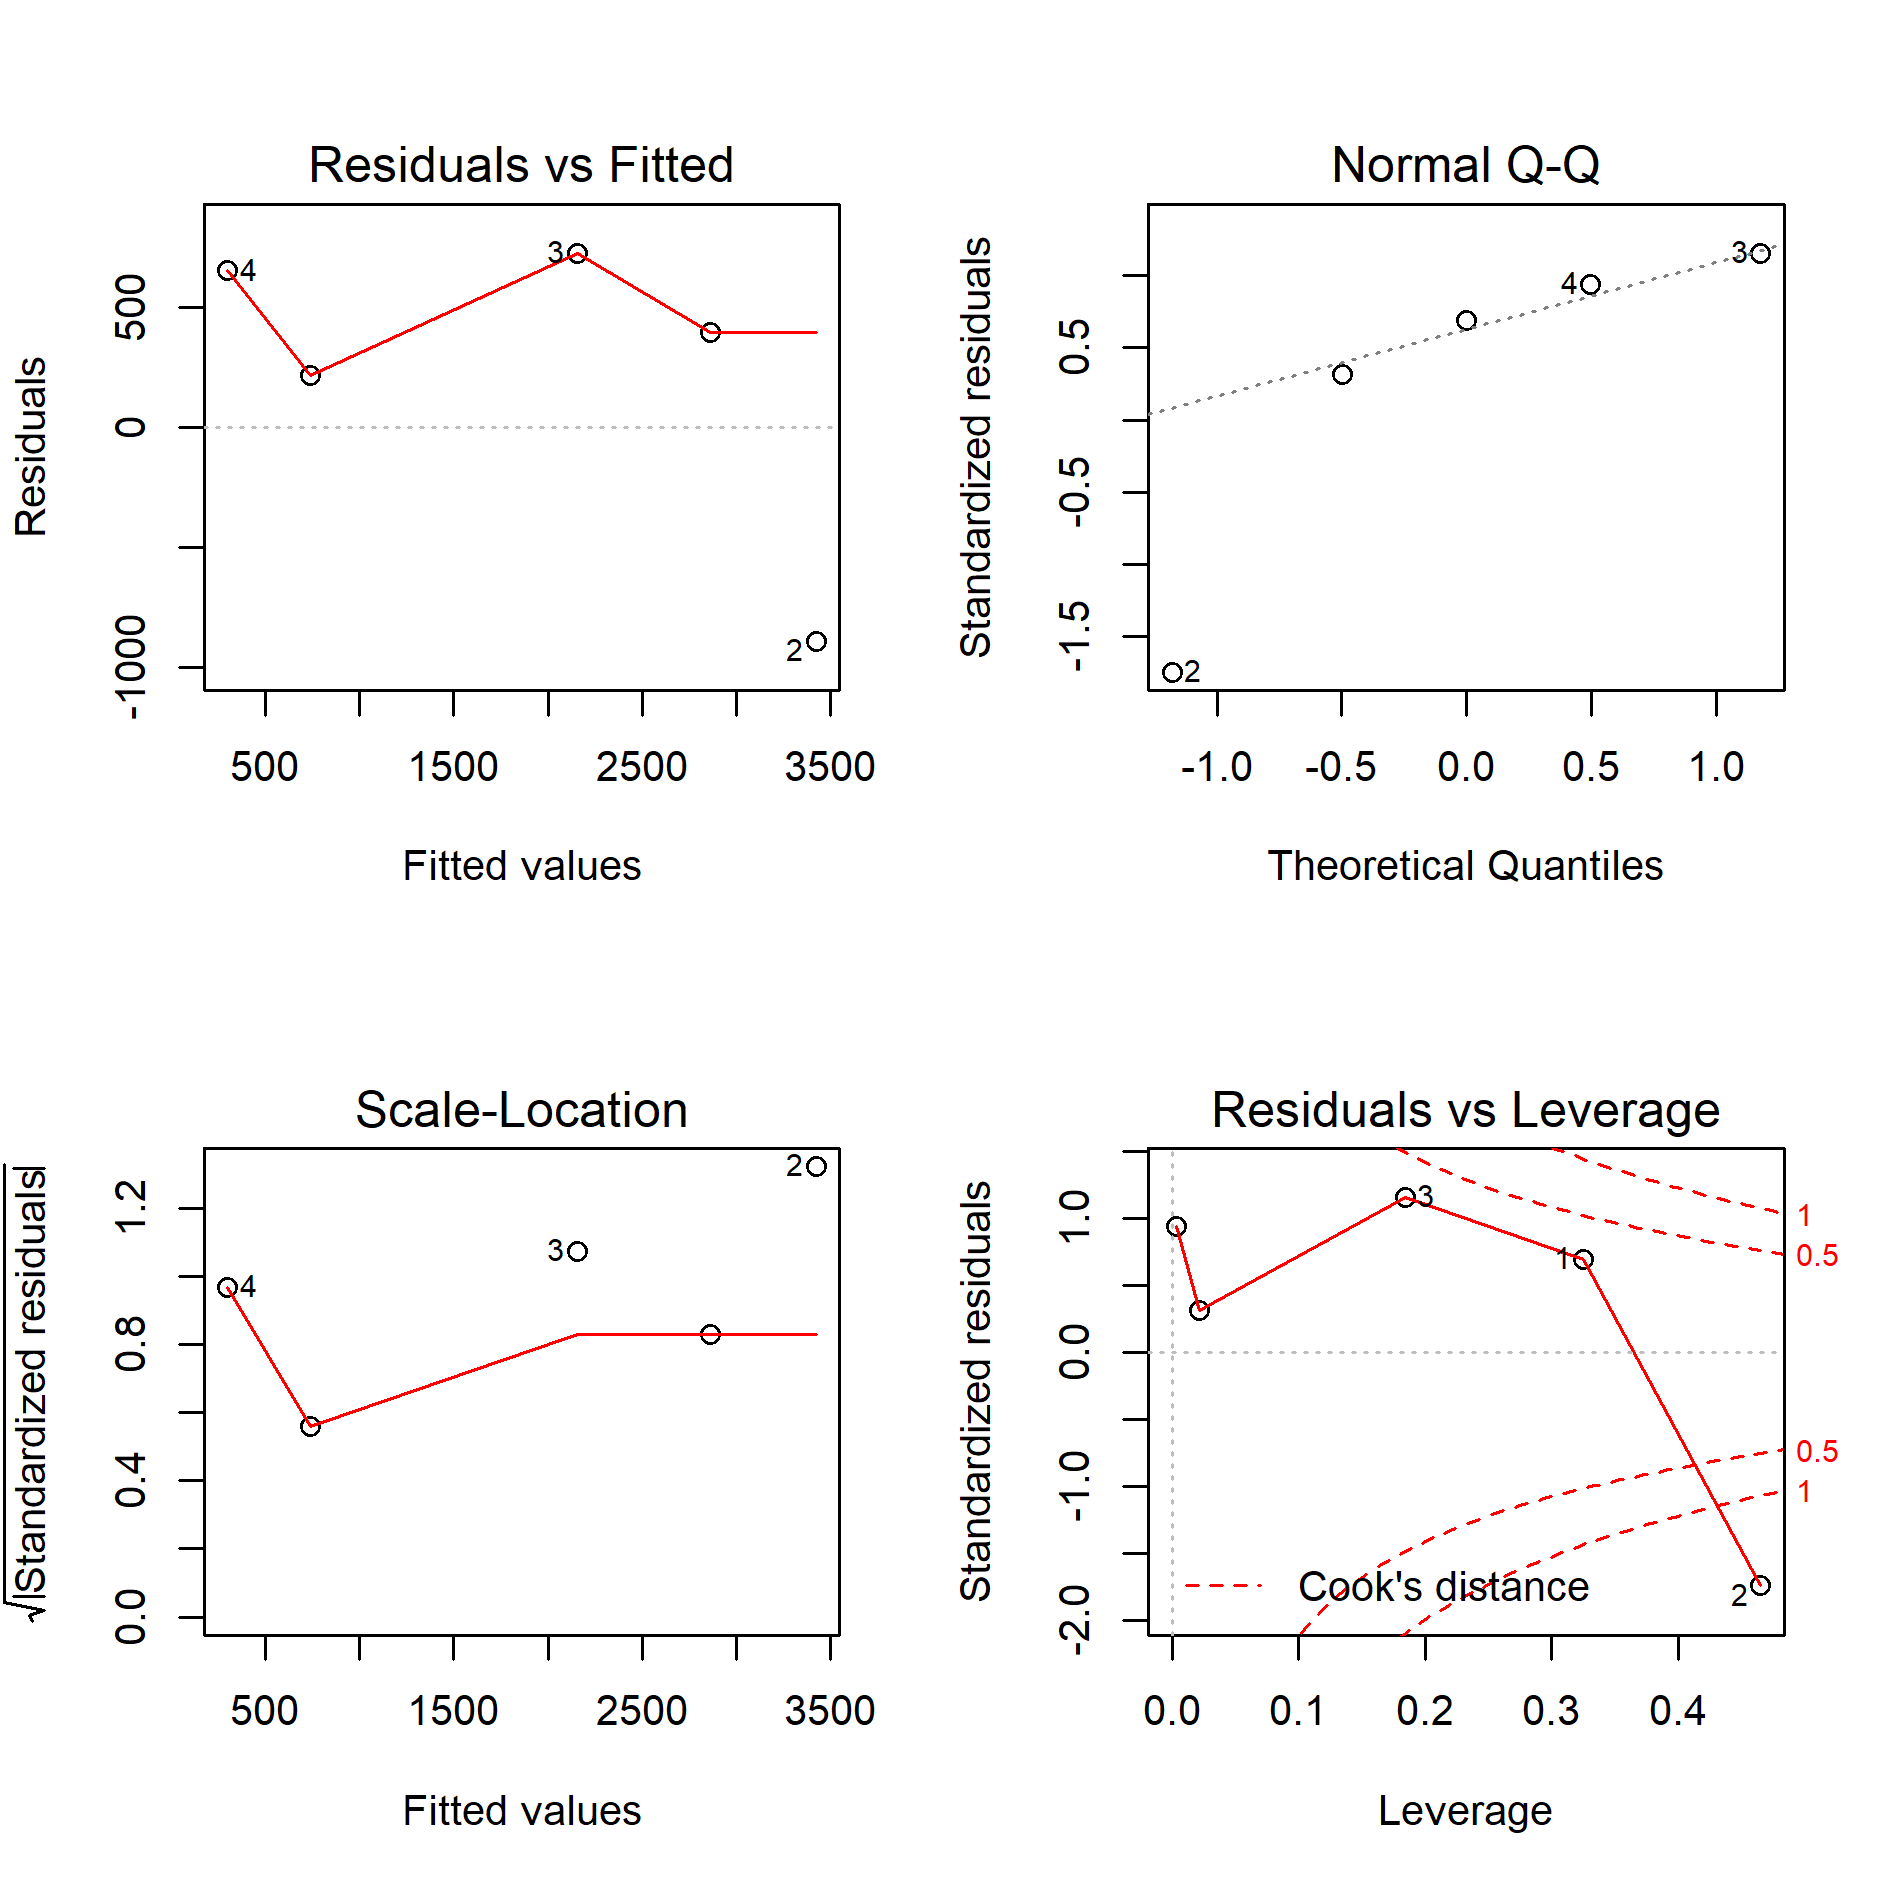 Residuals vs Fitted
Residuals
500
0
-1000
4
3
2
500 1500 2500 3500
Fitted values
Normal Q-Q
Standardized residuals
0.5
-0.5
-1.5
3
4
2
-1.0 -0.5 0.0 0.5 1.0
Theoretical Quantiles
Scale-Location
√|Standardized residuals|
1.2
0.8
0.4
0.0
2
3
4
500 1500 2500 3500
Fitted values
Residuals vs Leverage
Standardized residuals
1.0
0.0
-1.0
-2.0
3
1
2
1
0.5
0.5
1
Cook's distance
0.0 0.1 0.2 0.3 0.4
Leverage